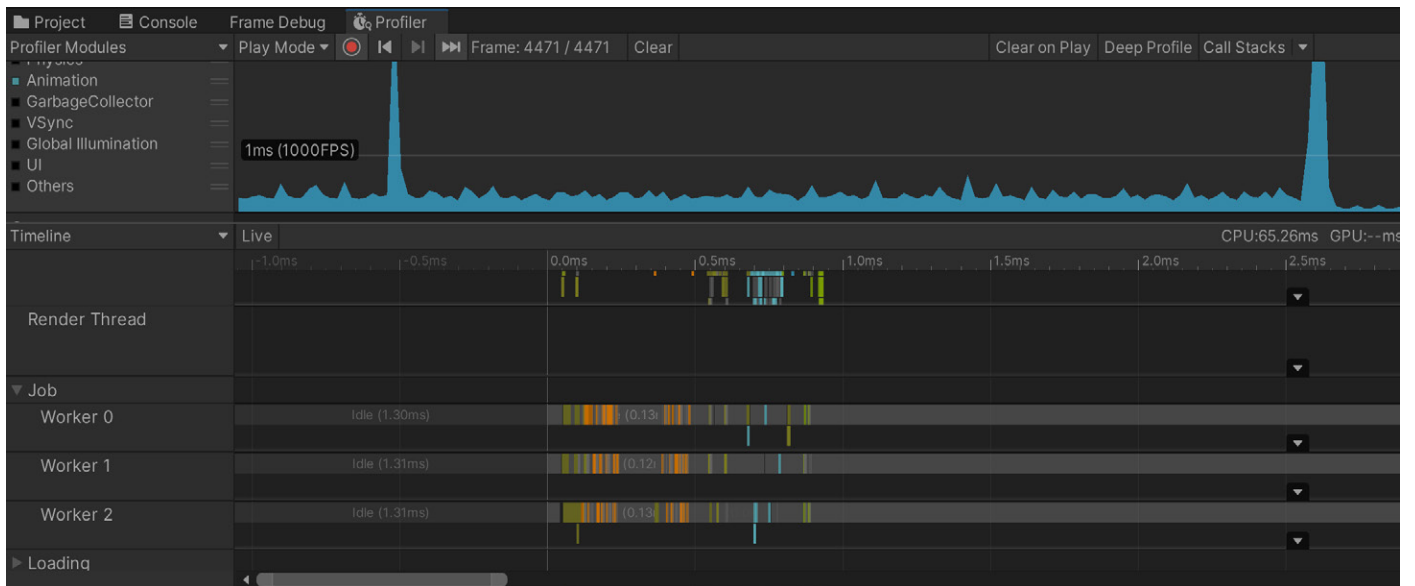 Project Console Frame Debug Profiler
Profiler Modules Play Mode Frame: 4471 / 4471 Clear Clear on Play Deep Profile Call Stacks
Physics
Animation
GarbageCollector
VSync
1ms (1000FPS)
Global Illumination
UI
Others
Timeline Live CPU:65.26ms GPU:--ms
-1.0ms -0.5ms 0.0ms 0.5ms 1.0ms 1.5ms 2.0ms 2.5ms
Render Thread
Job
Worker 0 Idle (1.30ms)
Worker 1 Idle (1.31ms)
Worker 2 Idle (1.31ms)
Loading